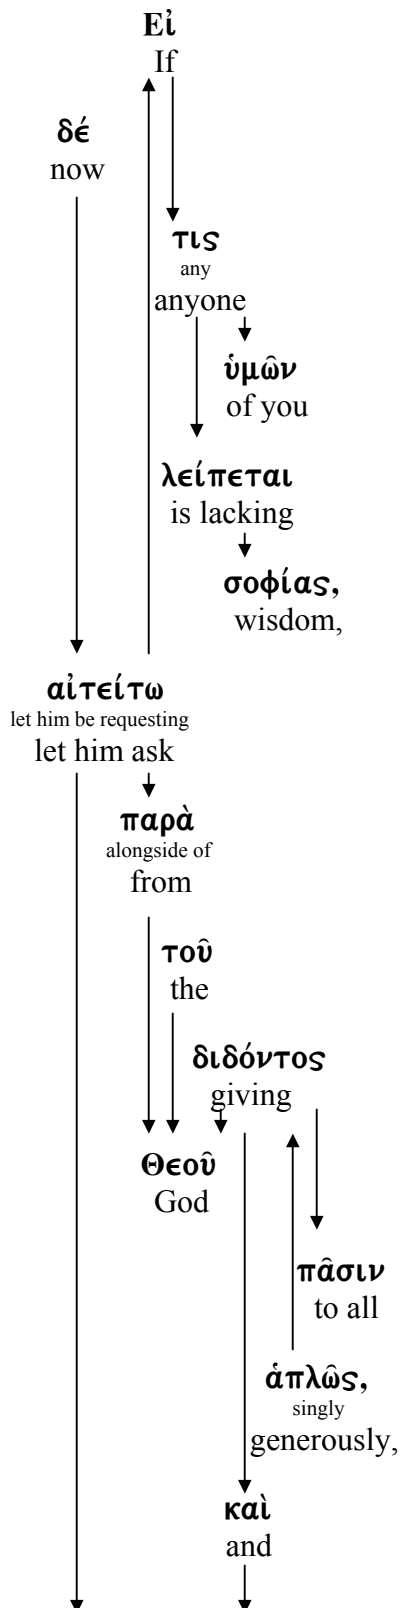 Εἰ
If
δέ
now
τις
any
anyone
ὑμῶν
of you
λείπεται
is lacking
σοφίας,
wisdom,
αἰτείτω
let him be requesting
let him ask
παρὰ
alongside of
from
τοῦ
the
διδόντος
giving
Θεοῦ
God
πᾶσιν
to all
ἁπλῶς,
singly
generously,
καὶ
and